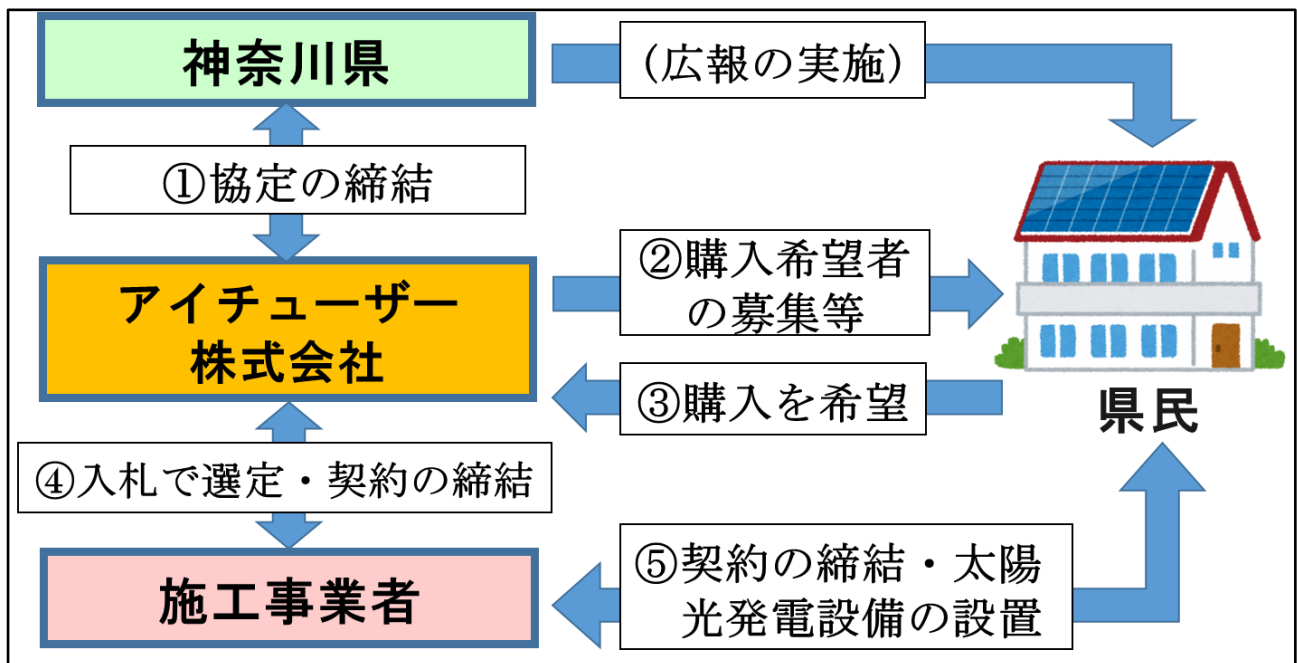 神奈川県
(広報の実施)
①協定の締結
アイチューザー
株式会社
②購入希望者
の募集等
③購入を希望
県民
④入札で選定・契約の締結
施工事業者
⑤契約の締結・太陽
光発電設備の設置